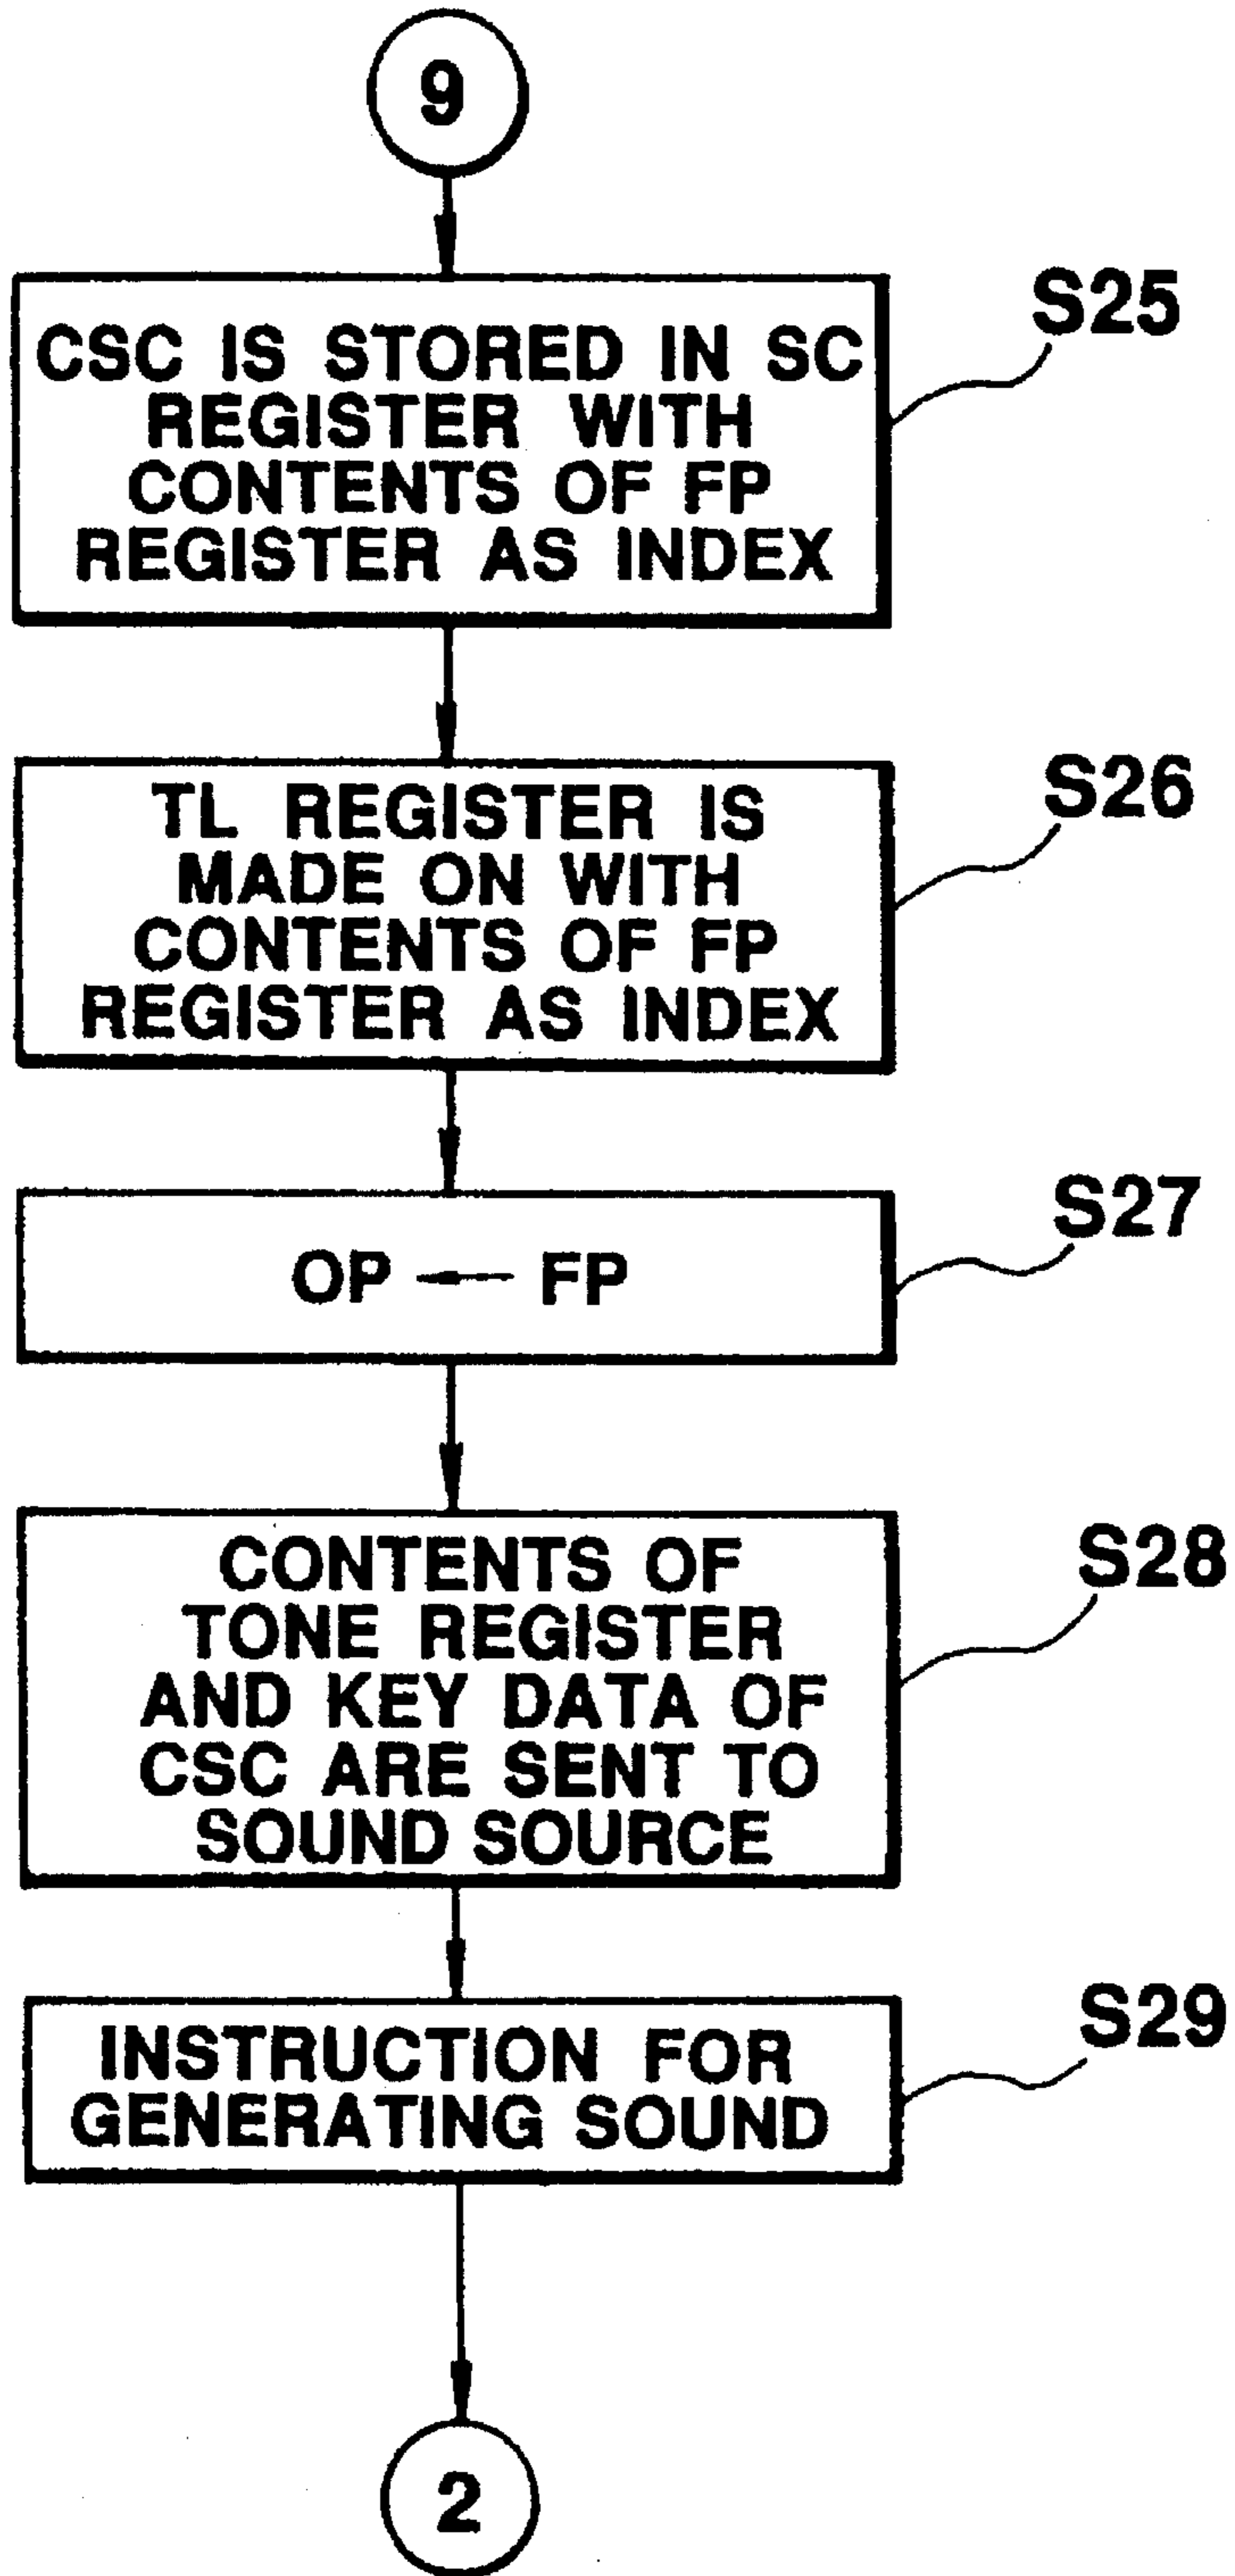 9
S25
CSC IS STORED IN SC
REGISTER WITH
CONTENTS OF FP
REGISTER AS INDEX
S26
TL REGISTER IS
MADE ON WITH
CONTENTS OF FP
REGISTER AS INDEX
S27
OP ← FP
S28
CONTENTS OF
TONE REGISTER
AND KEY DATA OF
CSC ARE SENT TO
SOUND SOURCE
S29
INSTRUCTION FOR
GENERATING SOUND
2